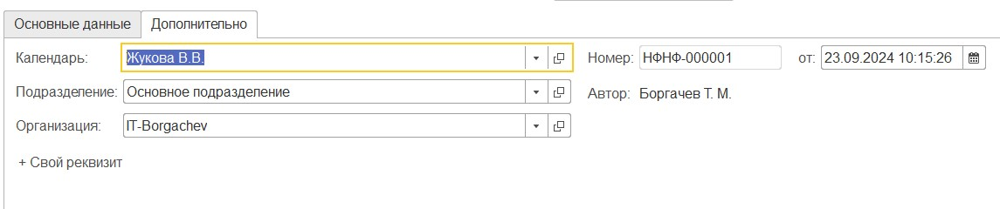 Основные данные Дополнительно
Календарь: Жукова В.В. Номер: НФНФ-000001 от: 23.09.2024 10:15:26
Подразделение: Основное подразделение Автор: Боргачев Т. М.
Организация: IT-Borgachev
+ Свой реквизит